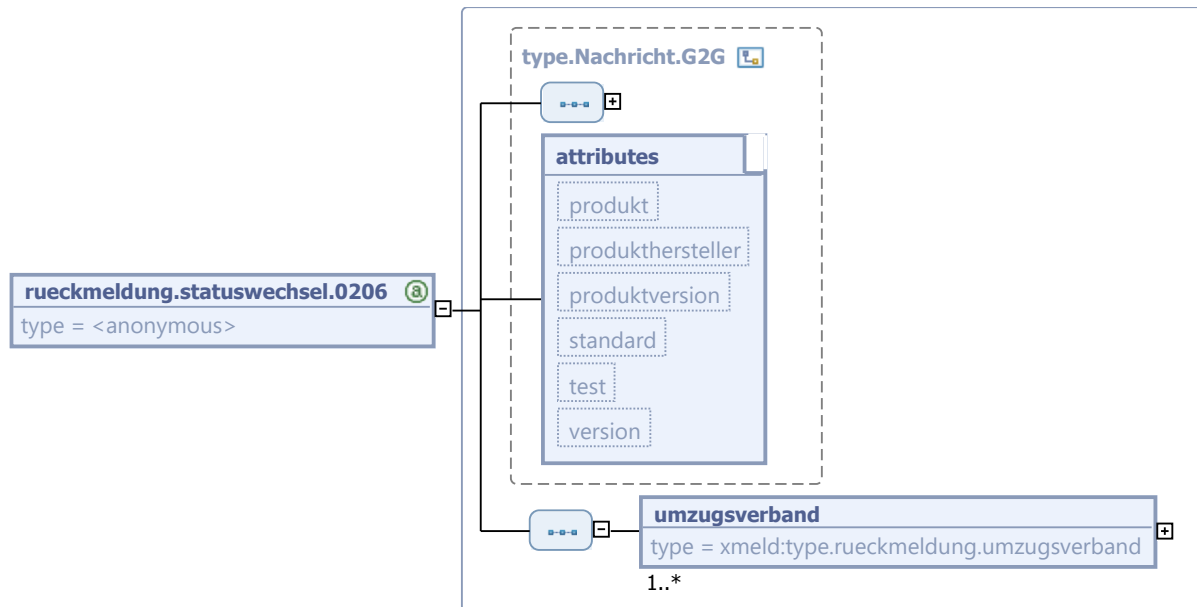 type.Nachricht.G2G
attributes
produkt
produkthersteller
produktversion
standard
test
version
rueckmeldung.statuswechsel.0206
type = <anonymous>
umzugsverband
type = xmeld:type.rueckmeldung.umzugsverband
1..*